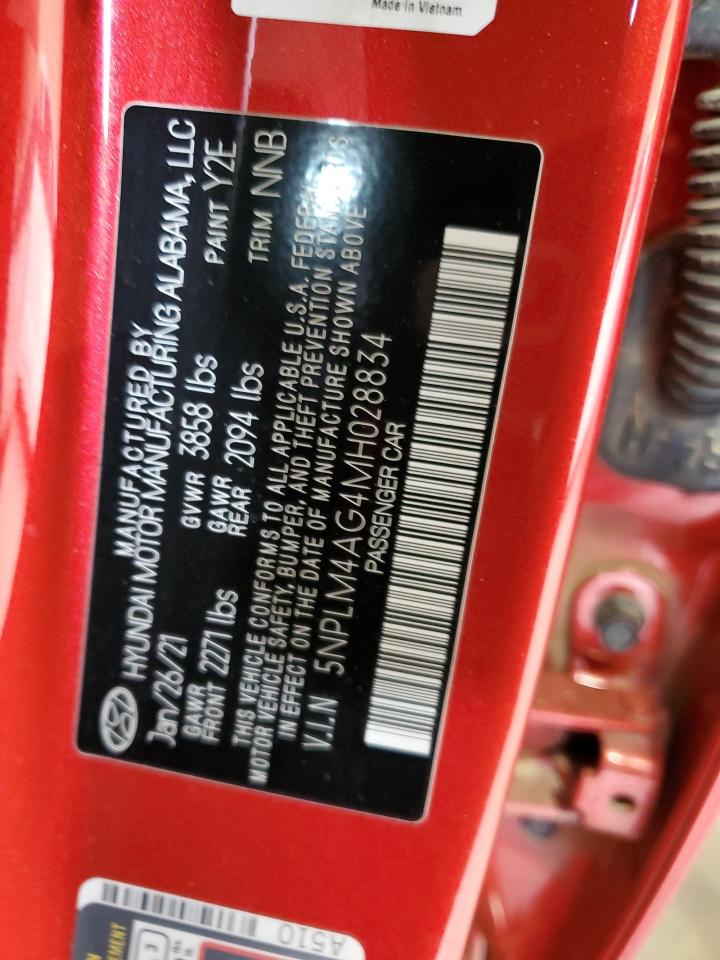 Made in Vietnam
MANUFACTURED BY
HYUNDAI MOTOR MANUFACTURING ALABAMA, LLC
Jan/26/21 GVWR 3858 lbs PAINT Y2E
GAWR FRONT 2271 lbs GAWR REAR 2094 lbs TRIM NNB
THIS VEHICLE CONFORMS TO ALL APPLICABLE U.S.A. FEDERAL
MOTOR VEHICLE SAFETY, BUMPER, AND THEFT PREVENTION STANDARDS
IN EFFECT ON THE DATE OF MANUFACTURE SHOWN ABOVE
V.I.N 5NPLM4AG4MH028834
PASSENGER CAR
A510
3